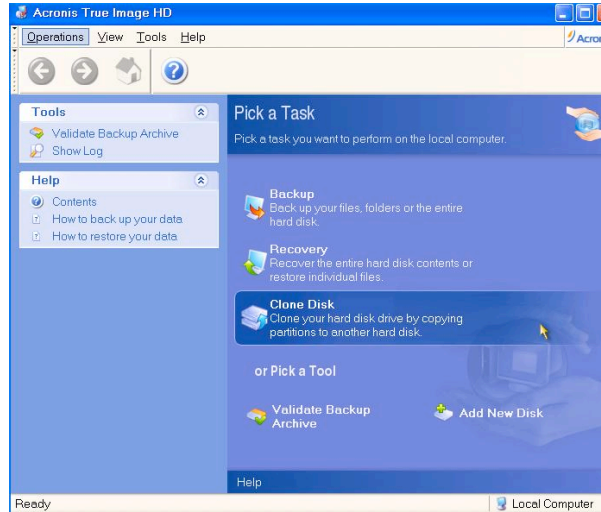 Acronis True Image HD
Operations View Tools Help
Tools
Validate Backup Archive
Show Log
Help
Contents
How to back up your data
How to restore your data
Pick a Task
Pick a task you want to perform on the local computer.
Backup
Back up your files, folders or the entire
hard disk.
Recovery
Recover the entire hard disk contents or
restore individual files.
Clone Disk
Clone your hard disk drive by copying
partitions to another hard disk.
or Pick a Tool
Validate Backup
Archive
Add New Disk
Help
Ready
Local Computer